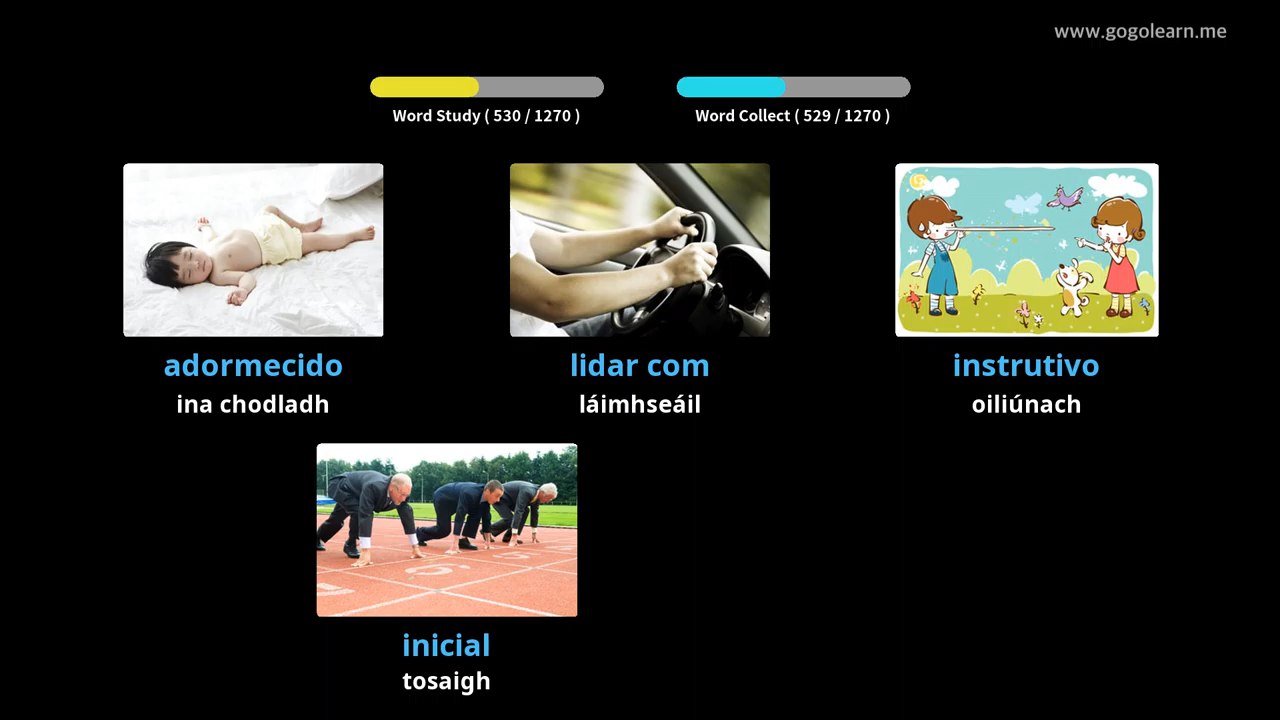 www.gogolearn.me
Word Study ( 530 / 1270 )
Word Collect ( 529 / 1270 )
adormecido
ina chodladh
lidar com
láimhseáil
instrutivo
oiliúnach
inicial
tosaigh